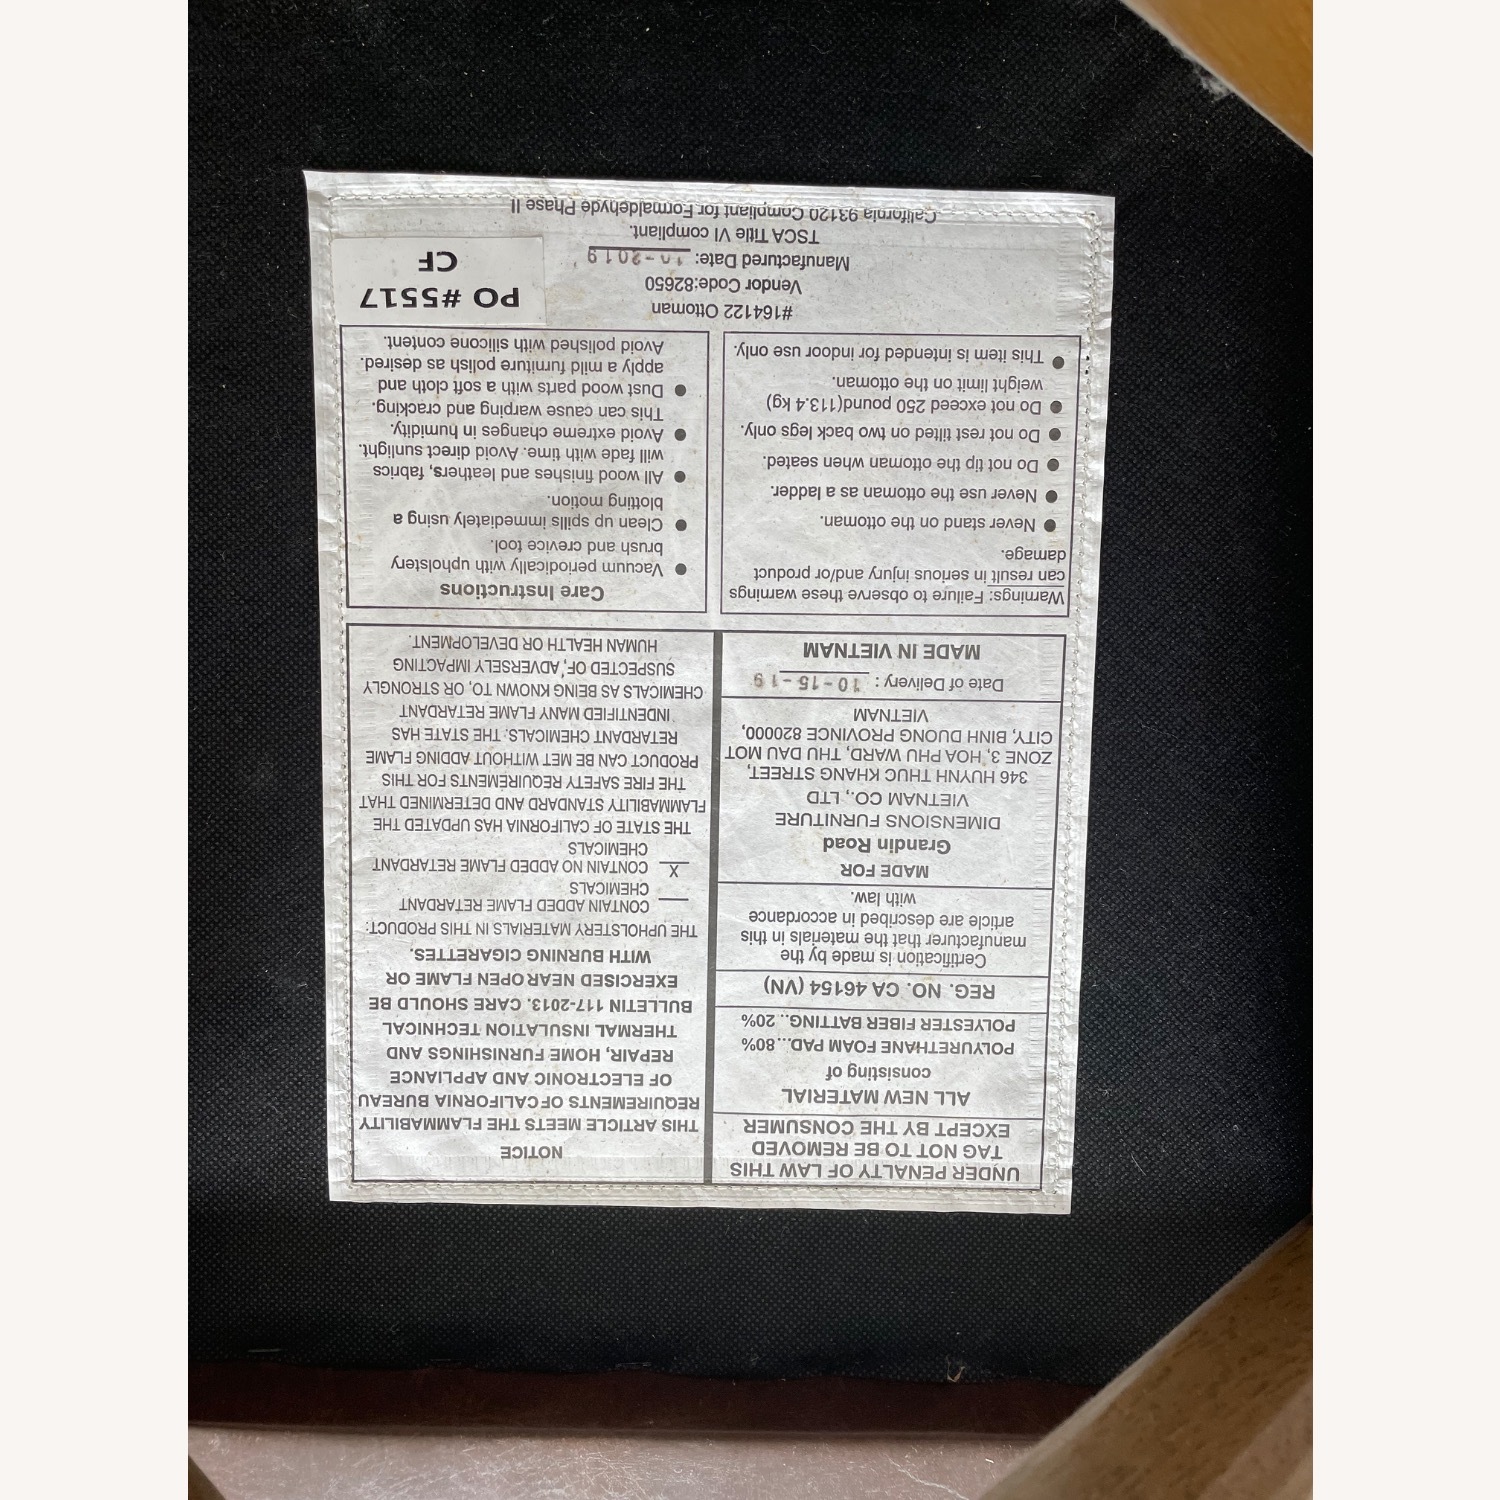 UNDER PENALTY OF LAW THIS
TAG NOT TO BE REMOVED
EXCEPT BY THE CONSUMER
ALL NEW MATERIAL
consisting of
POLYURETHANE FOAM PAD...80%
POLYESTER FIBER BATTING.. 20%
REG. NO. CA 46154 (VN)
Certification is made by the
manufacturer that the materials in this
article are described in accordance
with law.
MADE FOR
Grandin Road
DIMENSIONS FURNITURE
VIETNAM CO., LTD
346 HUYNH THUC KHANG STREET,
ZONE 3, HOA PHU WARD, THU DAU MOT
CITY, BINH DUONG PROVINCE 820000,
VIETNAM
Date of Delivery : 10-15-19
MADE IN VIETNAM
NOTICE
THIS ARTICLE MEETS THE FLAMMABILITY
REQUIREMENTS OF CALIFORNIA BUREAU
OF ELECTRONIC AND APPLIANCE
REPAIR, HOME FURNISHINGS AND
THERMAL INSULATION TECHNICAL
BULLETIN 117-2013. CARE SHOULD BE
EXERCISED NEAR OPEN FLAME OR
WITH BURNING CIGARETTES.
THE UPHOLSTERY MATERIALS IN THIS PRODUCT:
CONTAIN ADDED FLAME RETARDANT
CHEMICALS
X CONTAIN NO ADDED FLAME RETARDANT
CHEMICALS
THE STATE OF CALIFORNIA HAS UPDATED THE
FLAMMABILITY STANDARD AND DETERMINED THAT
THE FIRE SAFETY REQUIREMENTS FOR THIS
PRODUCT CAN BE MET WITHOUT ADDING FLAME
RETARDANT CHEMICALS. THE STATE HAS
INDENTIFIED MANY FLAME RETARDANT
CHEMICALS AS BEING KNOWN TO, OR STRONGLY
SUSPECTED OF, ADVERSELY IMPACTING
HUMAN HEALTH OR DEVELOPMENT.
Warnings: Failure to observe these warnings
can result in serious injury and/or product
damage.
● Never stand on the ottoman.
● Never use the ottoman as a ladder.
● Do not tip the ottoman when seated.
● Do not rest tilted on two back legs only.
● Do not exceed 250 pound(113.4 kg)
weight limit on the ottoman.
● This item is intended for indoor use only.
Care Instructions
● Vacuum periodically with upholstery
brush and crevice tool.
● Clean up spills immediately using a
blotting motion.
● All wood finishes and leathers, fabrics
will fade with time. Avoid direct sunlight.
● Avoid extreme changes in humidity.
This can cause warping and cracking.
● Dust wood parts with a soft cloth and
apply a mild furniture polish as desired.
Avoid polished with silicone content.
#164122 Ottoman
Vendor Code:82650
Manufactured Date: 10-2019
TSCA Title VI compliant.
California 93120 Compliant for Formaldehyde Phase II
PO #5517
CF